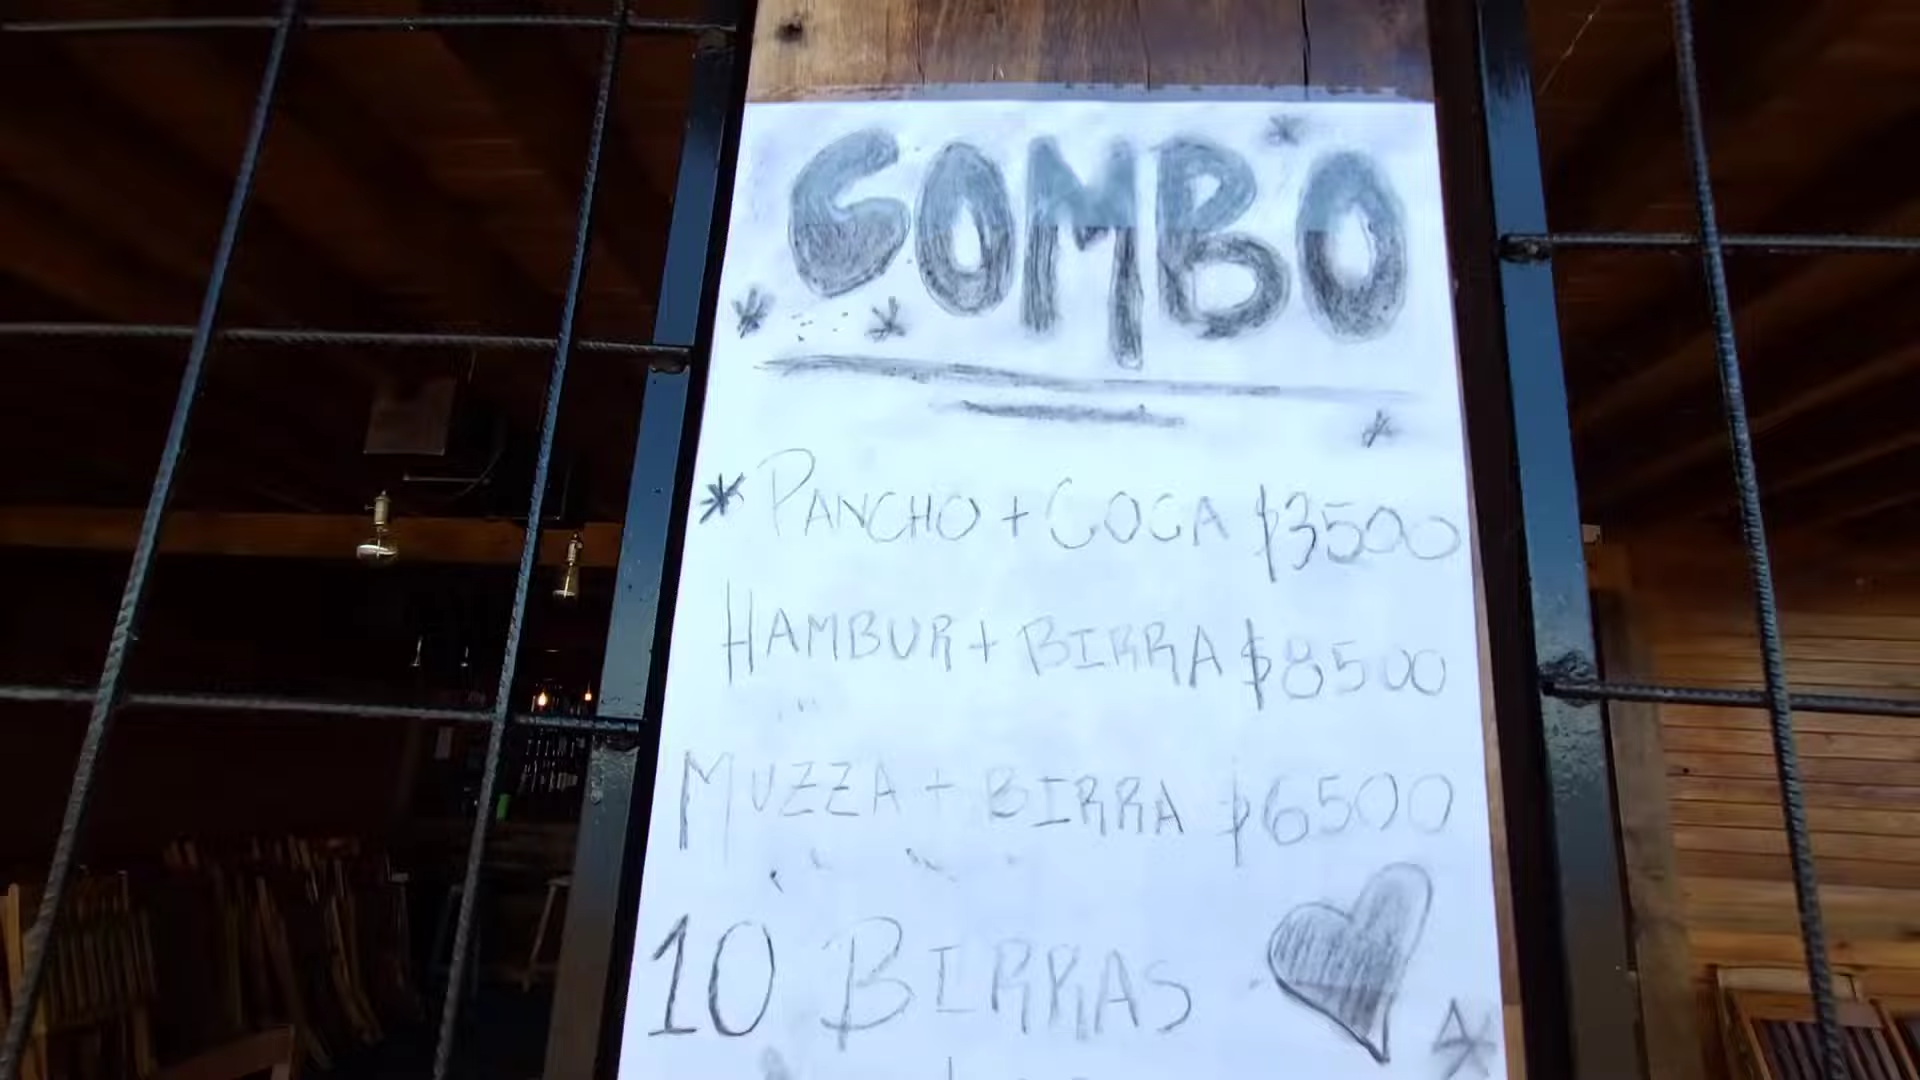 COMBO
* PANCHO + COCA $3500
HAMBUR + BIRRA $8500
MUZZA + BIRRA $6500
10 BIRRAS